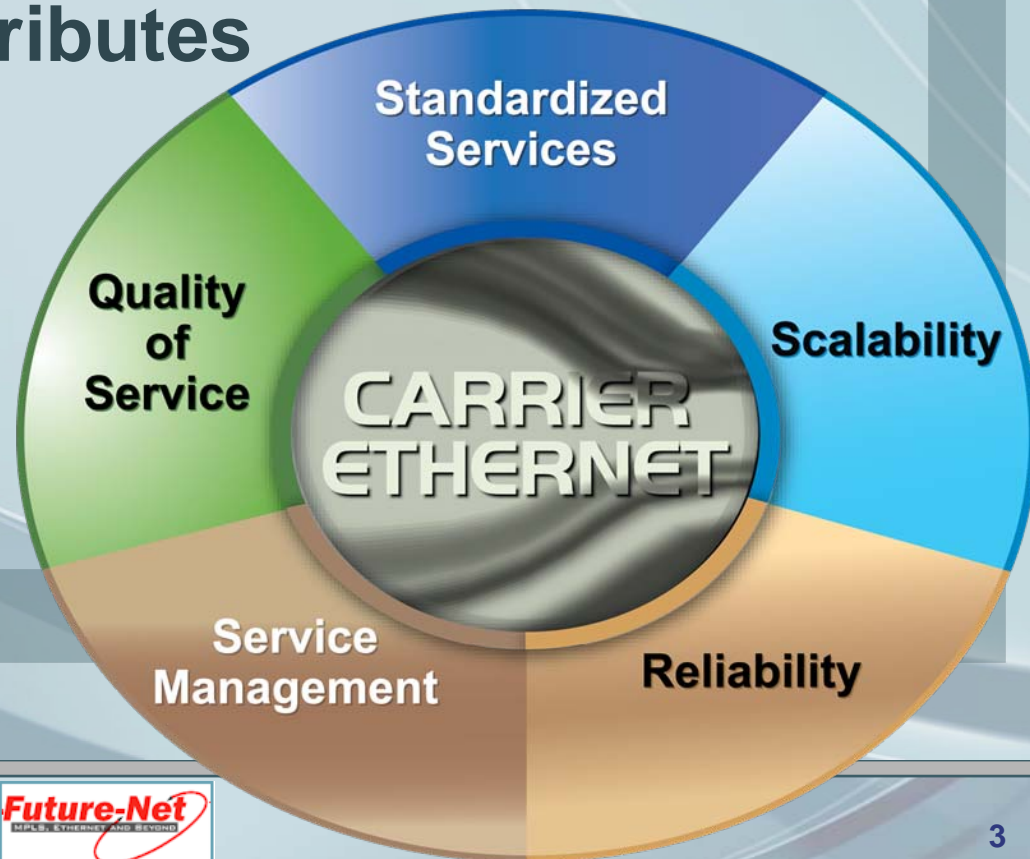 ributes
Standardized
Services
Quality
of
Service
Scalability
CARRIER
ETHERNET
Service
Management
Reliability
Future-Net
MPLS, ETHERNET AND BEYOND
3